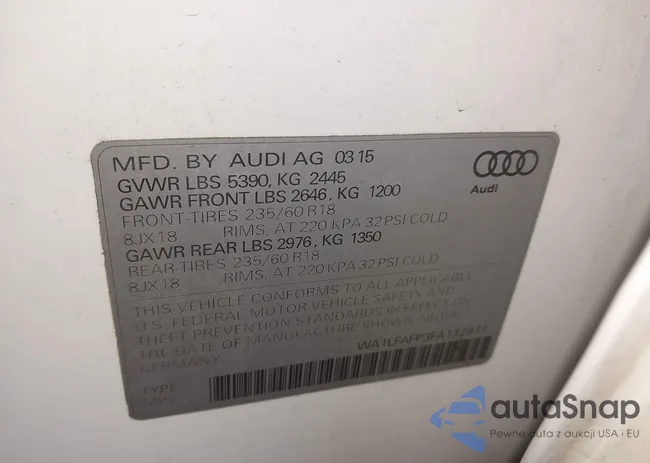 MFD. BY AUDI AG 03 15
GVWR LBS 5390, KG 2445
GAWR FRONT LBS 2646, KG 1200
FRONT-TIRES 235/60 R18
8JX18 RIMS, AT 220 KPA 32 PSI COLD
GAWR REAR LBS 2976, KG 1350
REAR-TIRES 235/60 R18
8JX18 RIMS, AT 220 KPA 32 PSI COLD
THIS VEHICLE CONFORMS TO ALL APPLICABLE
U.S. FEDERAL MOTOR VEHICLE SAFETY AND
THEFT PREVENTION STANDARDS IN EFFECT ON
THE DATE OF MANUFACTURE SHOWN ABOVE.
GERMANY
WA1LFAFP3FA112911
TYPE
Audi
autaSnap
Pewne auta z aukcji USA i EU